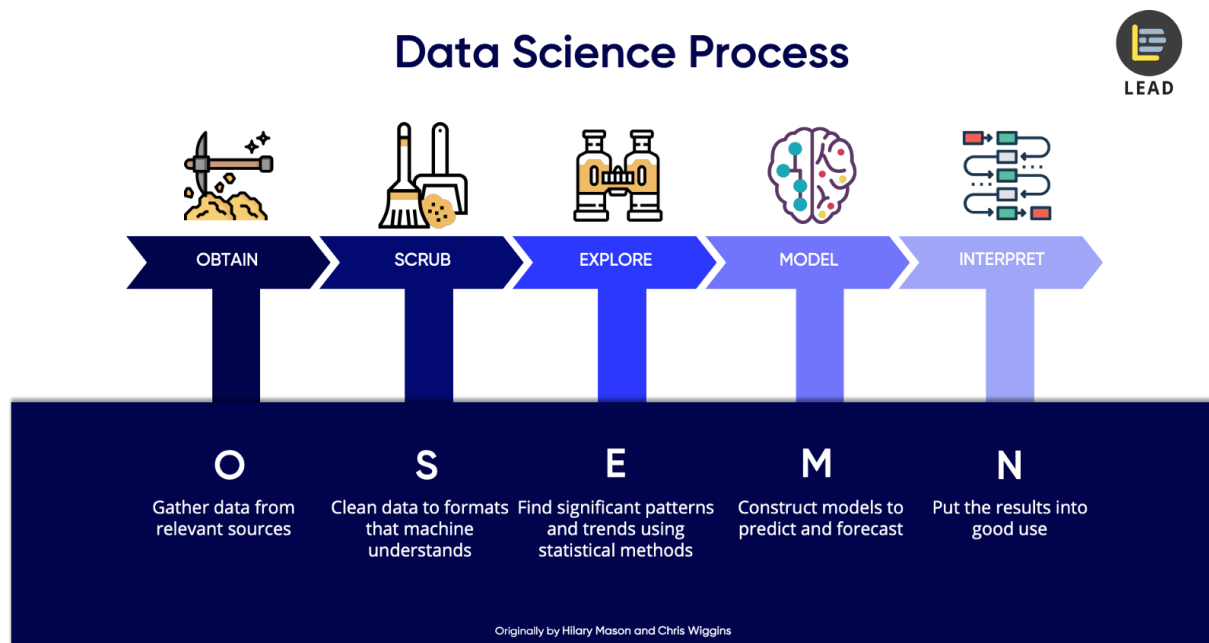 Data Science Process
LEAD
OBTAIN
SCRUB
EXPLORE
MODEL
INTERPRET
O
Gather data from
relevant sources
S
Clean data to formats
that machine
understands
E
Find significant patterns
and trends using
statistical methods
M
Construct models to
predict and forecast
N
Put the results into
good use
Originally by Hilary Mason and Chris Wiggins